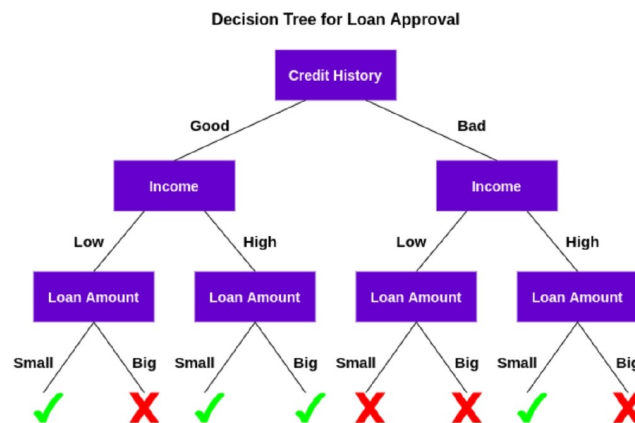 Decision Tree for Loan Approval
Credit History
Good Bad
Income Income
Low High Low High
Loan Amount Loan Amount Loan Amount Loan Amount
Small Big Small Big Small Big Small Big